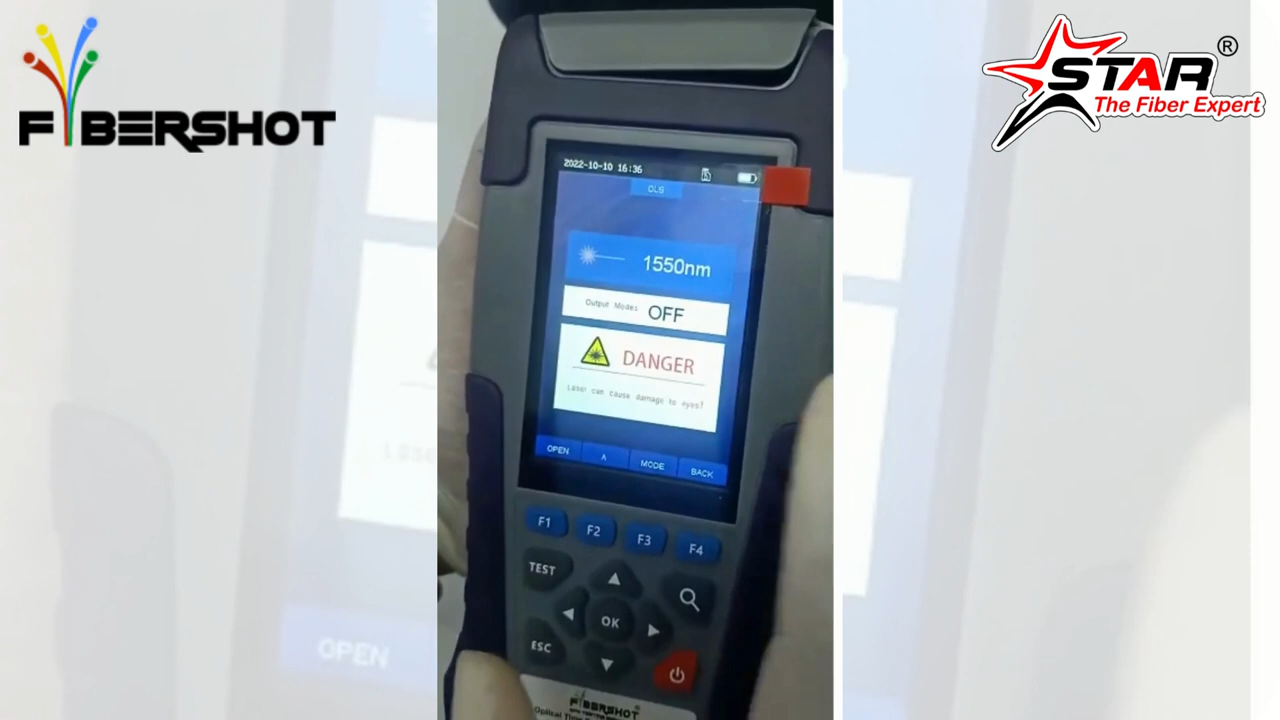 FIBERSHOT
STAR®
The Fiber Expert
2022-10-10 16:36
OLS
1550nm
Output Mode: OFF
DANGER
Laser can cause damage to eyes!
OPEN ∧ MODE BACK
F1 F2 F3 F4
TEST
OK
ESC
FIBERSHOT®
Optical
OPEN